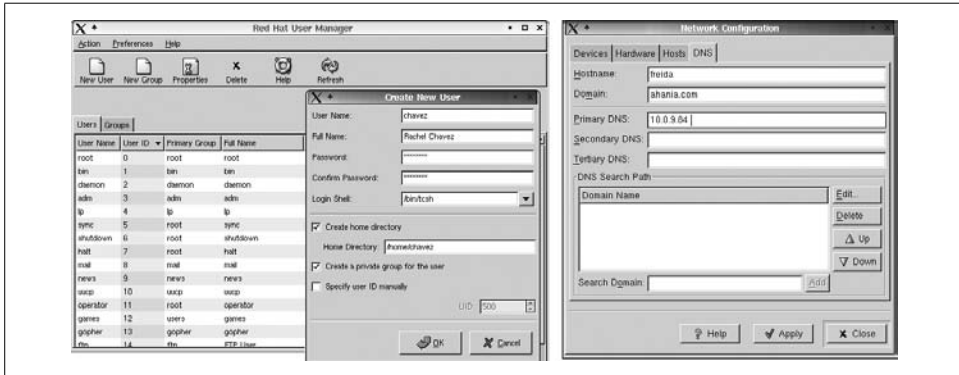 Red Hat User Manager
Action Preferences Help
New User New Group Properties Delete Help Refresh
Users Groups
User Name User ID Primary Group Full Name
root 0 root root
bin 1 bin bin
daemon 2 daemon daemon
adm 3 adm adm
lp 4 lp lp
sync 5 root sync
shutdown 6 root shutdown
halt 7 root halt
mail 8 mail mail
news 9 news news
uucp 10 uucp uucp
operator 11 root operator
games 12 users games
gopher 13 gopher gopher
ftp 14 ftp FTP User
Create New User
User Name: chavez
Full Name: Rachel Chavez
Password: ********
Confirm Password: ********
Login Shell: /bin/tcsh
Create home directory
Home Directory: /home/chavez
Create a private group for the user
Specify user ID manually
UID: 500
OK Cancel
Network Configuration
Devices Hardware Hosts DNS
Hostname: freida
Domain: ahania.com
Primary DNS: 10.0.9.84
Secondary DNS:
Tertiary DNS:
DNS Search Path
Domain Name
Edit...
Delete
Up
Down
Search Domain: Add
Help Apply Close